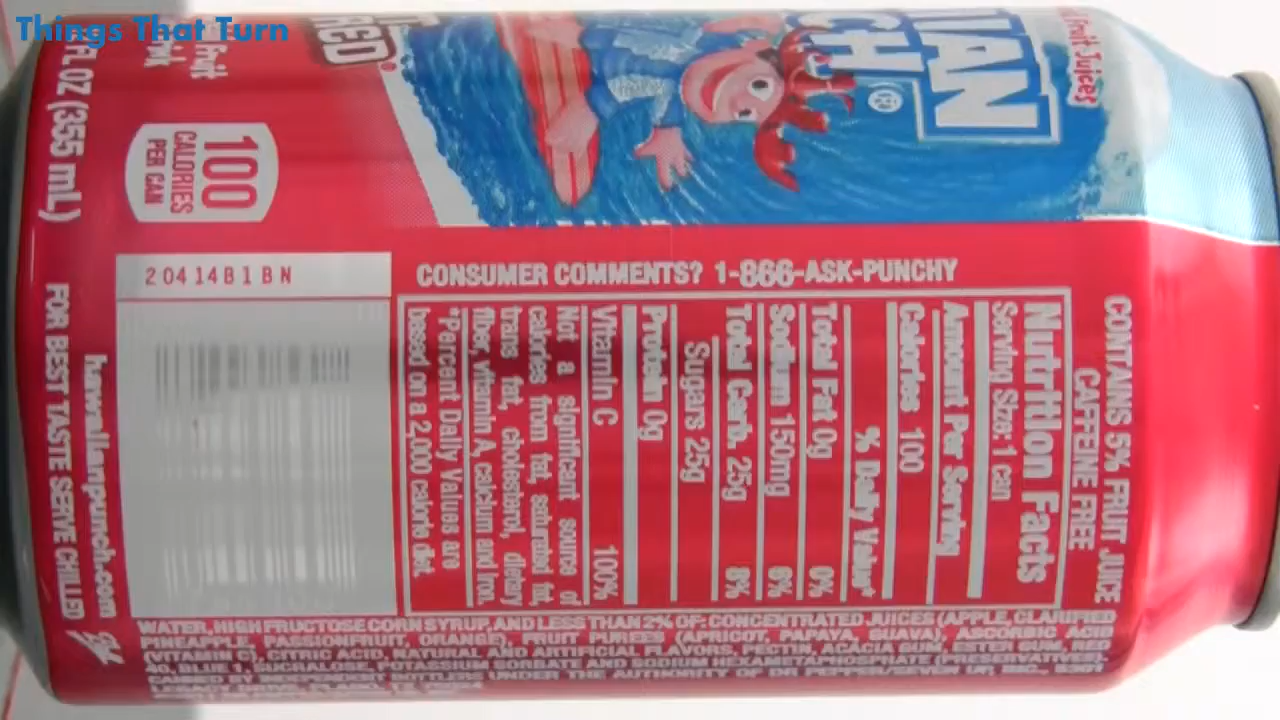 Things That Turn
Fruit Juices
CONSUMER COMMENTS? 1-866-ASK-PUNCHY
CONTAINS 5% FRUIT JUICE
CAFFEINE FREE
Nutrition Facts
Serving Size: 1 can
Amount Per Serving
Calories 100
% Daily Value*
Total Fat 0g 0%
Sodium 150mg 6%
Total Carb. 25g 8%
Sugars 25g
Protein 0g
Vitamin C 100%
Not a significant source of
calories from fat, saturated fat,
trans fat, cholesterol, dietary
fiber, vitamin A, calcium and iron.
*Percent Daily Values are
based on a 2,000 calorie diet.
100
CALORIES
PER CAN
FL OZ (355 mL)
20414B1BN
hawaiianpunch.com
FOR BEST TASTE SERVE CHILLED
WATER, HIGH FRUCTOSE CORN SYRUP, AND LESS THAN 2% OF: CONCENTRATED JUICES (APPLE, CLARIFIED
PINEAPPLE, PASSIONFRUIT, ORANGE), FRUIT PUREES (APRICOT, PAPAYA, GUAVA), ASCORBIC ACID
(VITAMIN C), CITRIC ACID, NATURAL AND ARTIFICIAL FLAVORS, PECTIN, ACACIA GUM, ESTER GUM, RED
40, BLUE 1, SUCRALOSE, POTASSIUM SORBATE AND SODIUM HEXAMETAPHOSPHATE (PRESERVATIVES).
CANNED BY INDEPENDENT BOTTLERS UNDER THE AUTHORITY OF DR PEPPER/SEVEN UP, INC.,
LEGACY DRIVE, PLANO, TX